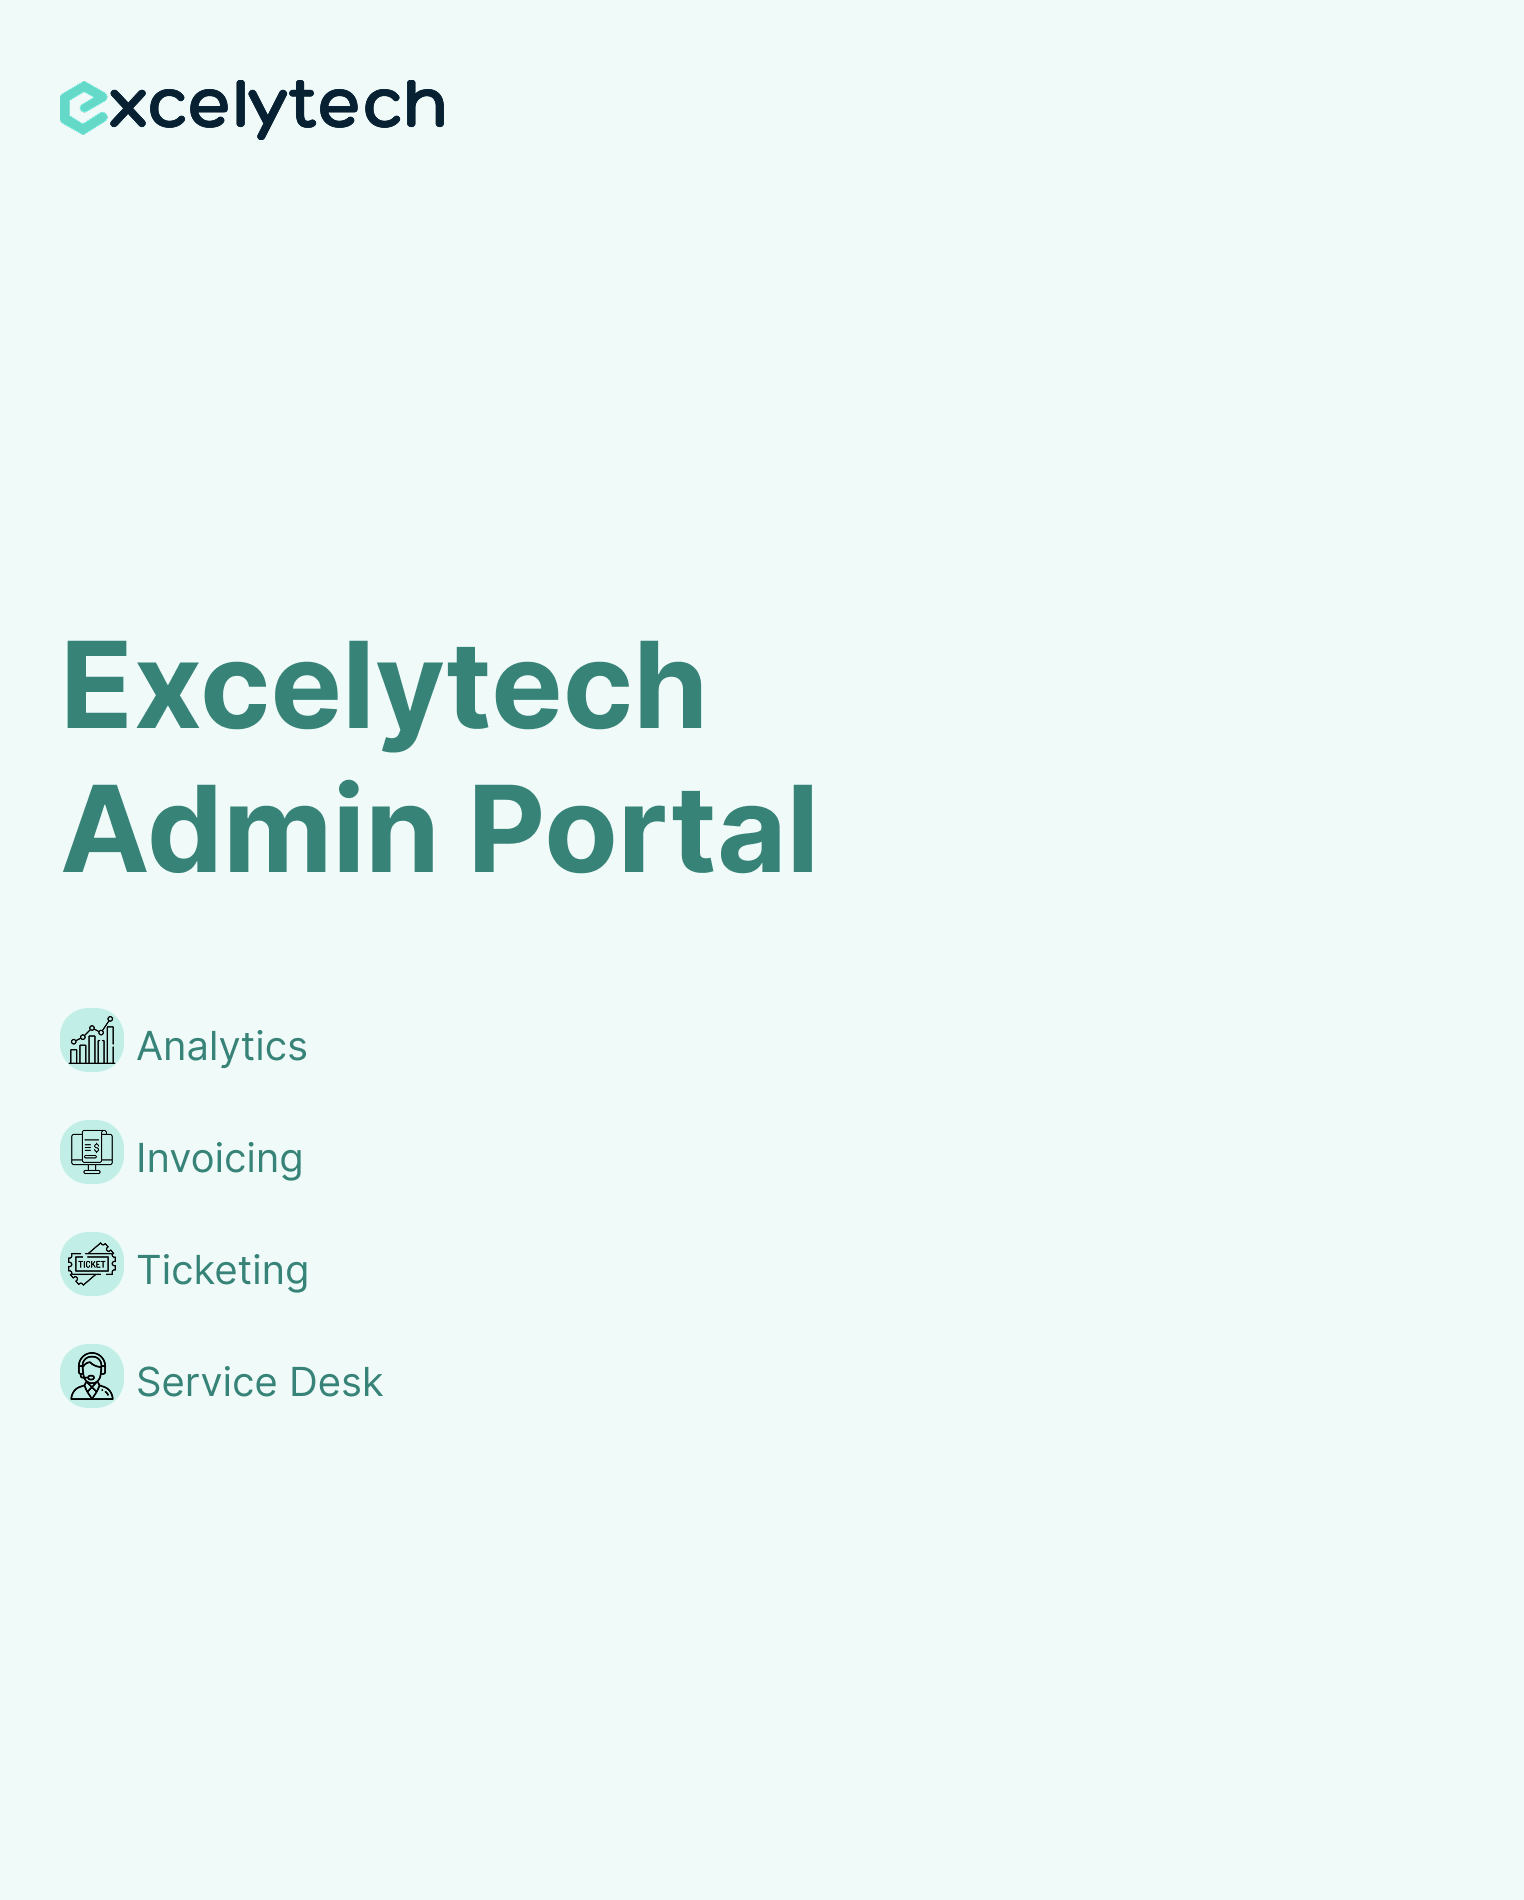 excelytech
Excelytech
Admin Portal
Analytics
Invoicing
TICKET
Ticketing
Service Desk